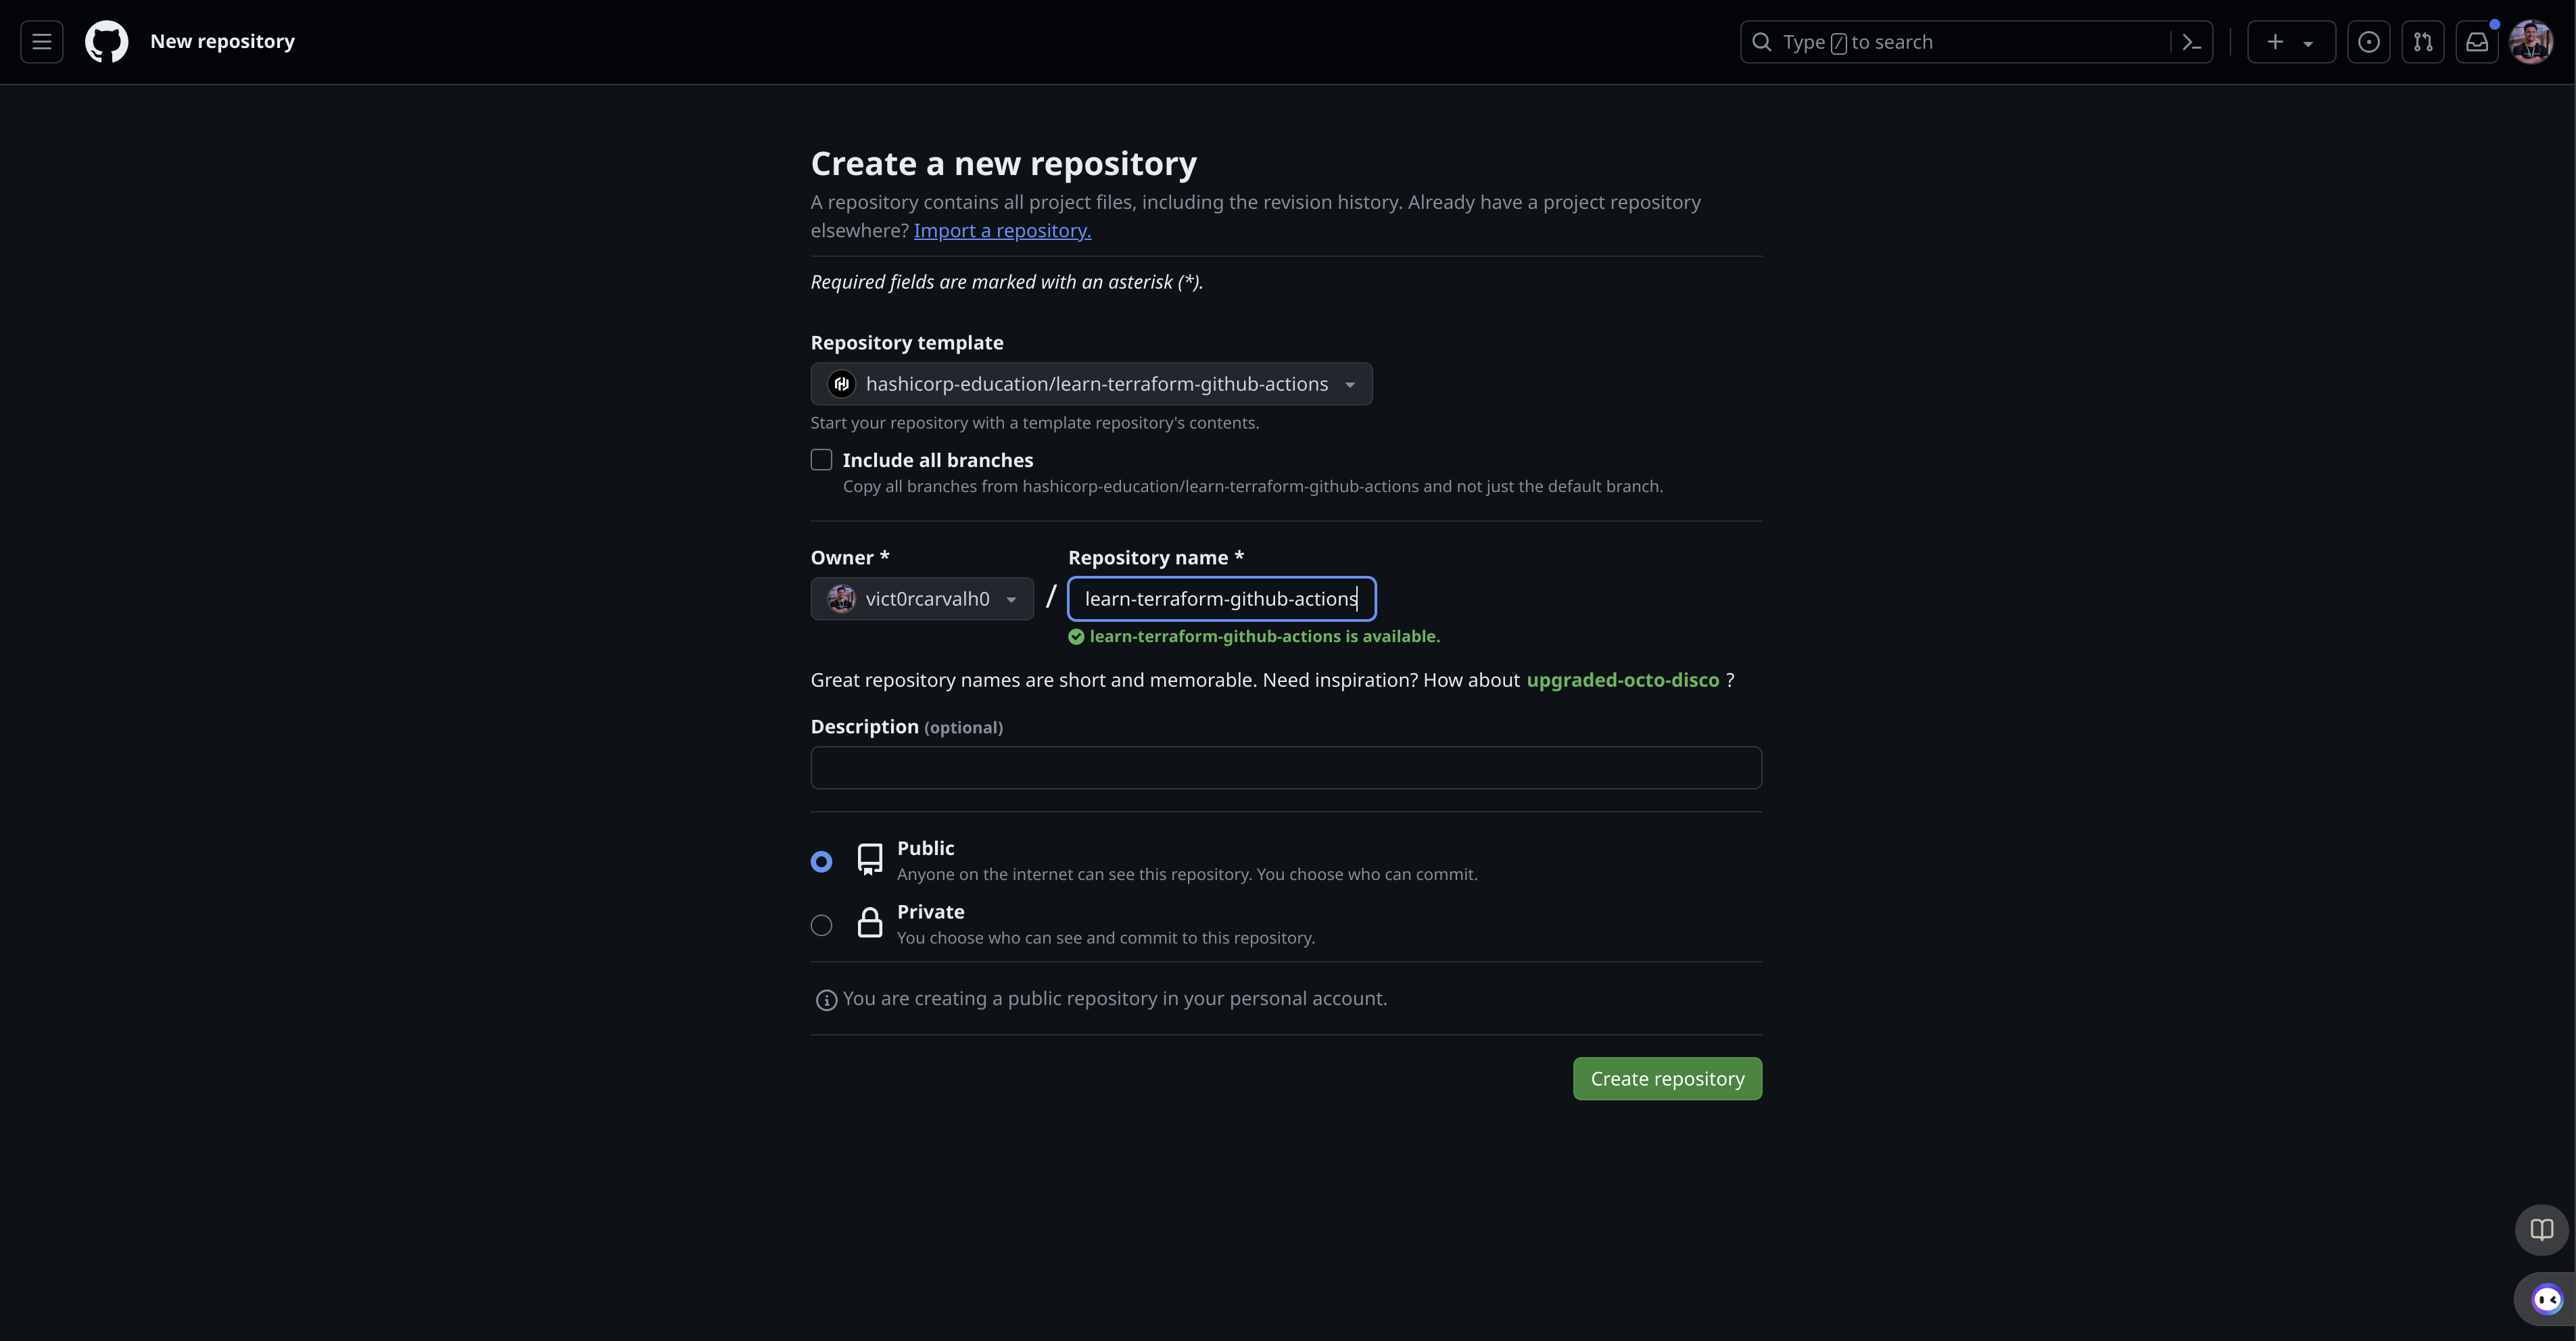 New repository
Type / to search
Create a new repository
A repository contains all project files, including the revision history. Already have a project repository
elsewhere? Import a repository.
Required fields are marked with an asterisk (*).
Repository template
hashicorp-education/learn-terraform-github-actions
Start your repository with a template repository's contents.
Include all branches
Copy all branches from hashicorp-education/learn-terraform-github-actions and not just the default branch.
Owner * Repository name *
vict0rcarvalh0 / learn-terraform-github-actions
learn-terraform-github-actions is available.
Great repository names are short and memorable. Need inspiration? How about upgraded-octo-disco ?
Description (optional)
Public
Anyone on the internet can see this repository. You choose who can commit.
Private
You choose who can see and commit to this repository.
You are creating a public repository in your personal account.
Create repository